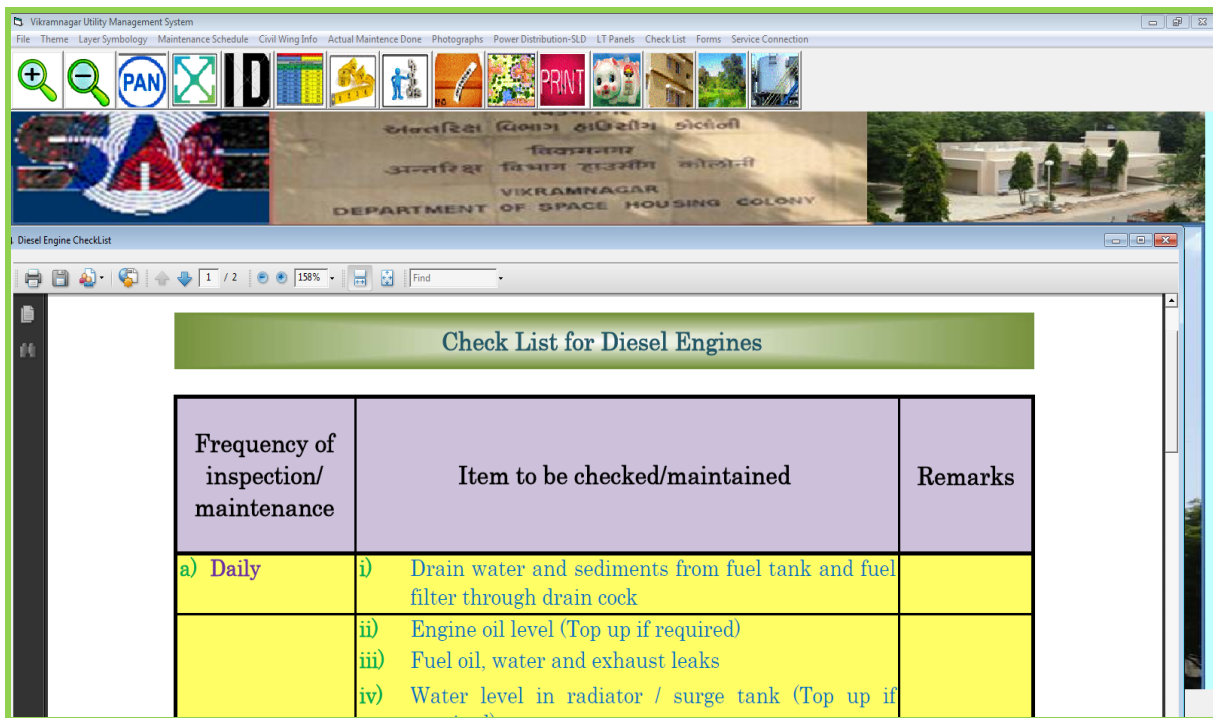 Vikramnagar Utility Management System
File Theme Layer Symbology Maintenance Schedule Civil Wing Info Actual Maintence Done Photographs Power Distribution-SLD LT Panels Check List Forms Service Connection
PAN ID PRINT
SAC
અન્તરિક્ષ વિભાગ હાઉસીંગ કોલોની
विक्रमनगर
अन्तरिक्ष विभाग हाउसींग कोलोनी
VIKRAMNAGAR
DEPARTMENT OF SPACE HOUSING COLONY
Diesel Engine CheckList
1 / 2 158% Find
Check List for Diesel Engines
Frequency of
inspection/
maintenance
Item to be checked/maintained
Remarks
a) Daily
i) Drain water and sediments from fuel tank and fuel
filter through drain cock
ii) Engine oil level (Top up if required)
iii) Fuel oil, water and exhaust leaks
iv) Water level in radiator / surge tank (Top up if